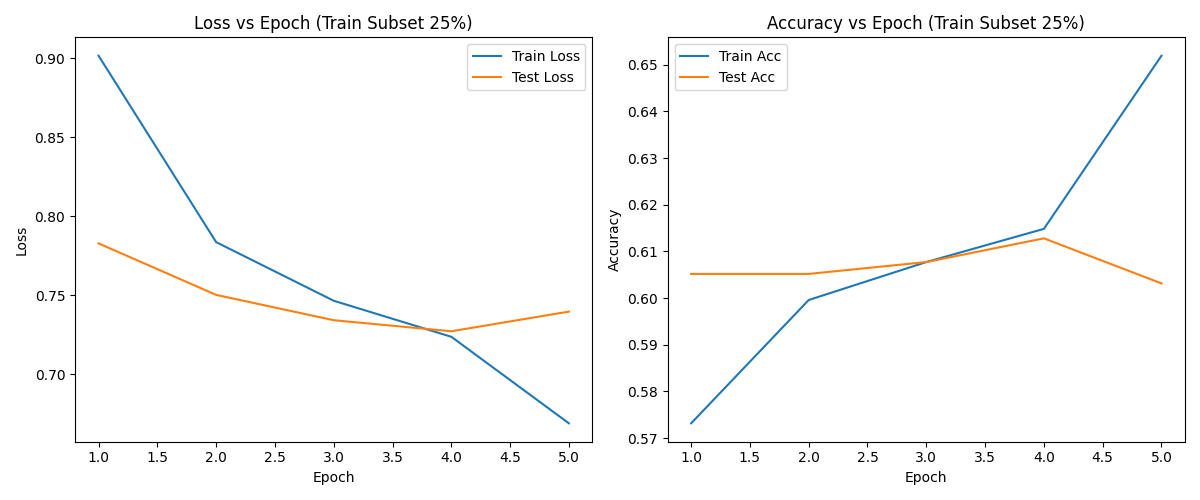 Loss vs Epoch (Train Subset 25%)
Train Loss
Test Loss
0.90
0.85
0.80
0.75
0.70
Loss
1.0 1.5 2.0 2.5 3.0 3.5 4.0 4.5 5.0
Epoch
Accuracy vs Epoch (Train Subset 25%)
Train Acc
Test Acc
0.65
0.64
0.63
0.62
0.61
0.60
0.59
0.58
0.57
Accuracy
1.0 1.5 2.0 2.5 3.0 3.5 4.0 4.5 5.0
Epoch